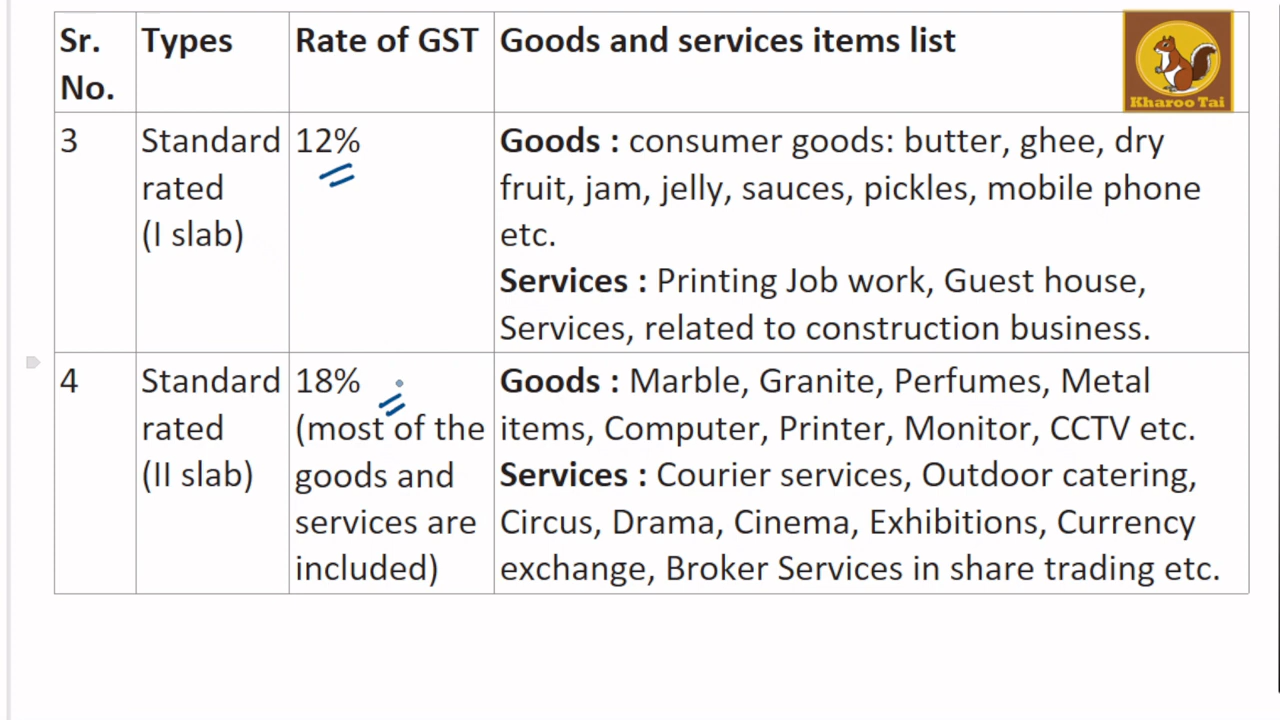 Sr. No.
Types
Rate of GST
Goods and services items list
Kharoo Tai
3
Standard
rated
(I slab)
12%
Goods : consumer goods: butter, ghee, dry
fruit, jam, jelly, sauces, pickles, mobile phone
etc.
Services : Printing Job work, Guest house,
Services, related to construction business.
4
Standard
rated
(II slab)
18%
(most of the
goods and
services are
included)
Goods : Marble, Granite, Perfumes, Metal
items, Computer, Printer, Monitor, CCTV etc.
Services : Courier services, Outdoor catering,
Circus, Drama, Cinema, Exhibitions, Currency
exchange, Broker Services in share trading etc.